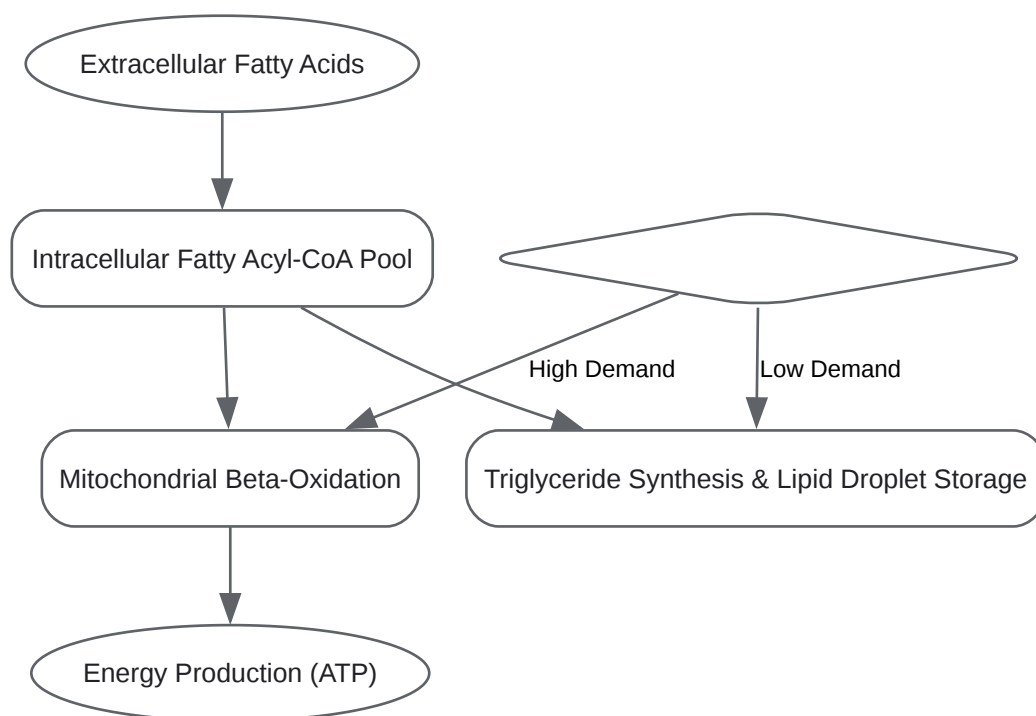 Extracellular Fatty Acids
Intracellular Fatty Acyl-CoA Pool
High Demand
Low Demand
Mitochondrial Beta-Oxidation
Triglyceride Synthesis & Lipid Droplet Storage
Energy Production (ATP)